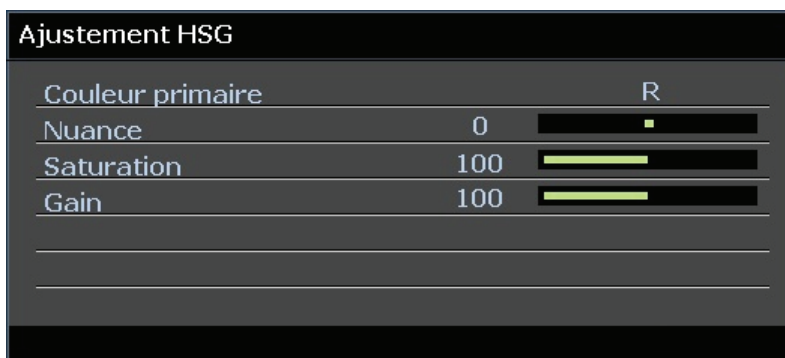 Ajustement HSG
Couleur primaire R
Nuance 0
Saturation 100
Gain 100